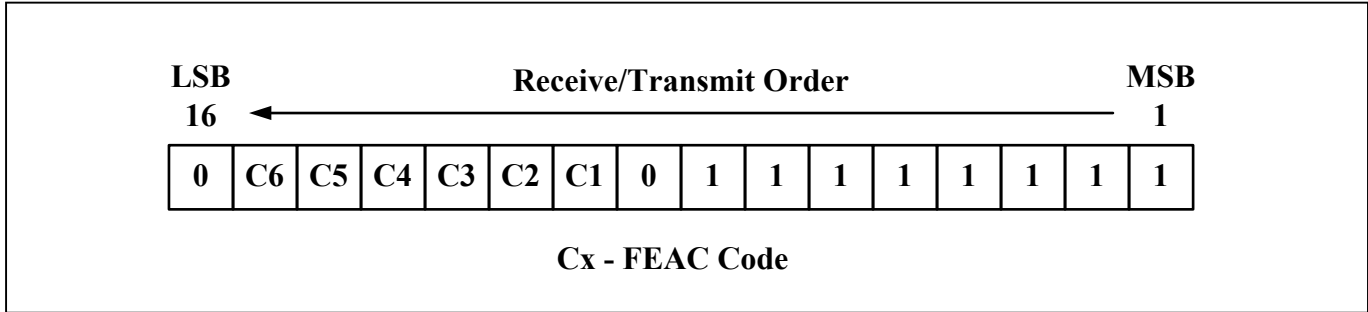 LSB Receive/Transmit Order MSB
16 1
0 C6 C5 C4 C3 C2 C1 0 1 1 1 1 1 1 1 1
Cx - FEAC Code